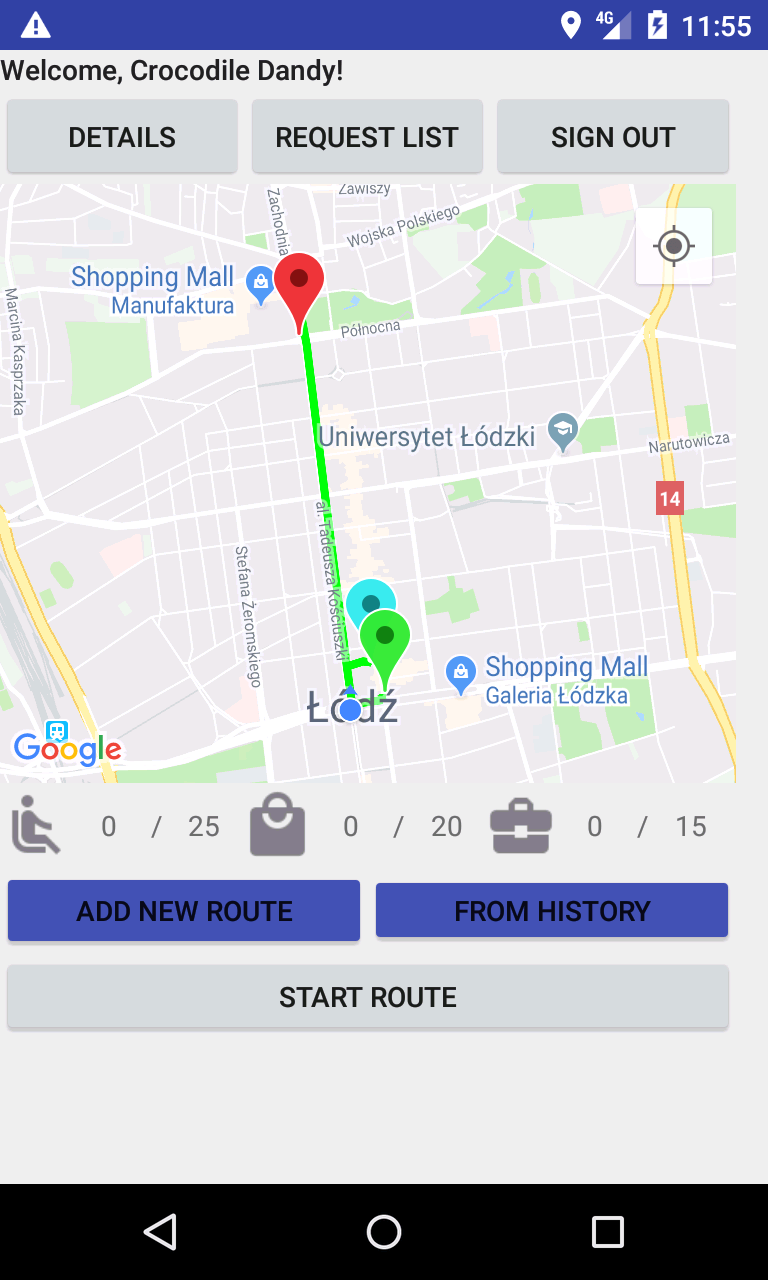 4G 11:55
Welcome, Crocodile Dandy!
DETAILS REQUEST LIST SIGN OUT
Zawiszy
Zachodnia
Wojska Polskiego
Shopping Mall
Manufaktura
Marcina Kasprzaka
Północna
Uniwersytet Łódzki
Narutowicza
14
al. Tadeusza Kościuszki
Stefana Żeromskiego
Shopping Mall
Galeria Łódzka
Łódź
Google
0 / 25 0 / 20 0 / 15
ADD NEW ROUTE FROM HISTORY
START ROUTE